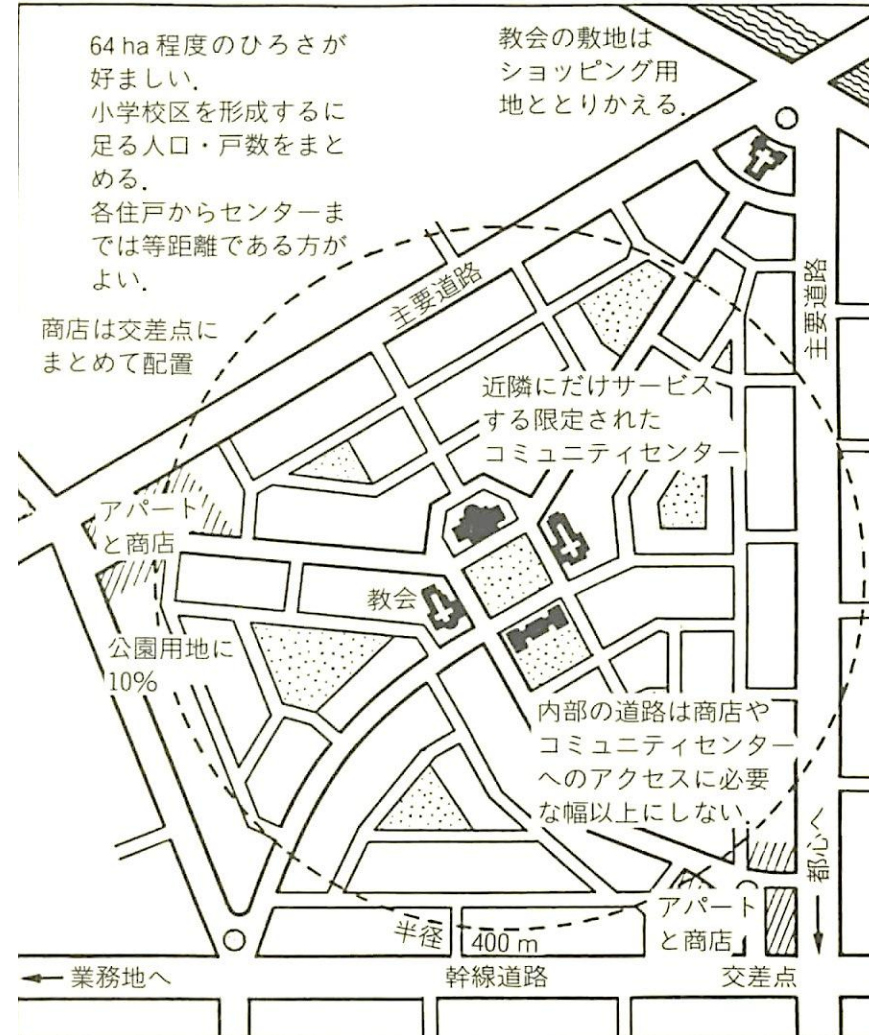 64 ha 程度のひろさが
好ましい.
小学校区を形成するに
足る人口・戸数をまと
める.
各住戸からセンターま
では等距離である方が
よい.
教会の敷地は
ショッピング用
地ととりかえる.
商店は交差点に
まとめて配置
主要道路
主要道路
近隣にだけサービス
する限定された
コミュニティセンター
アパート
と商店
教会
公園用地に
10%
内部の道路は商店や
コミュニティセンター
へのアクセスに必要
な幅以上にしない
都心へ
アパート
と商店
半径 400 m
業務地へ
幹線道路
交差点